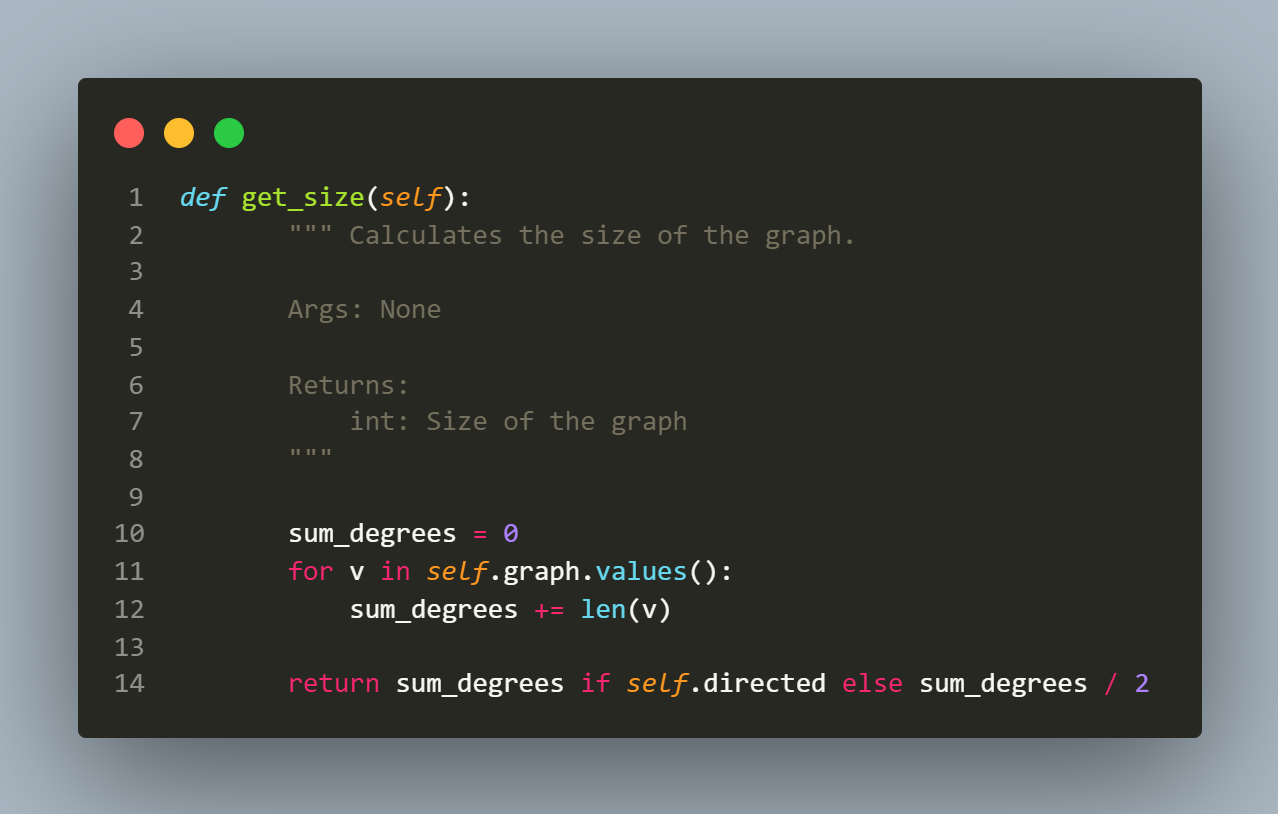 1 def get_size(self):
2 """ Calculates the size of the graph.
3
4 Args: None
5
6 Returns:
7 int: Size of the graph
8 """
9
10 sum_degrees = 0
11 for v in self.graph.values():
12 sum_degrees += len(v)
13
14 return sum_degrees if self.directed else sum_degrees / 2